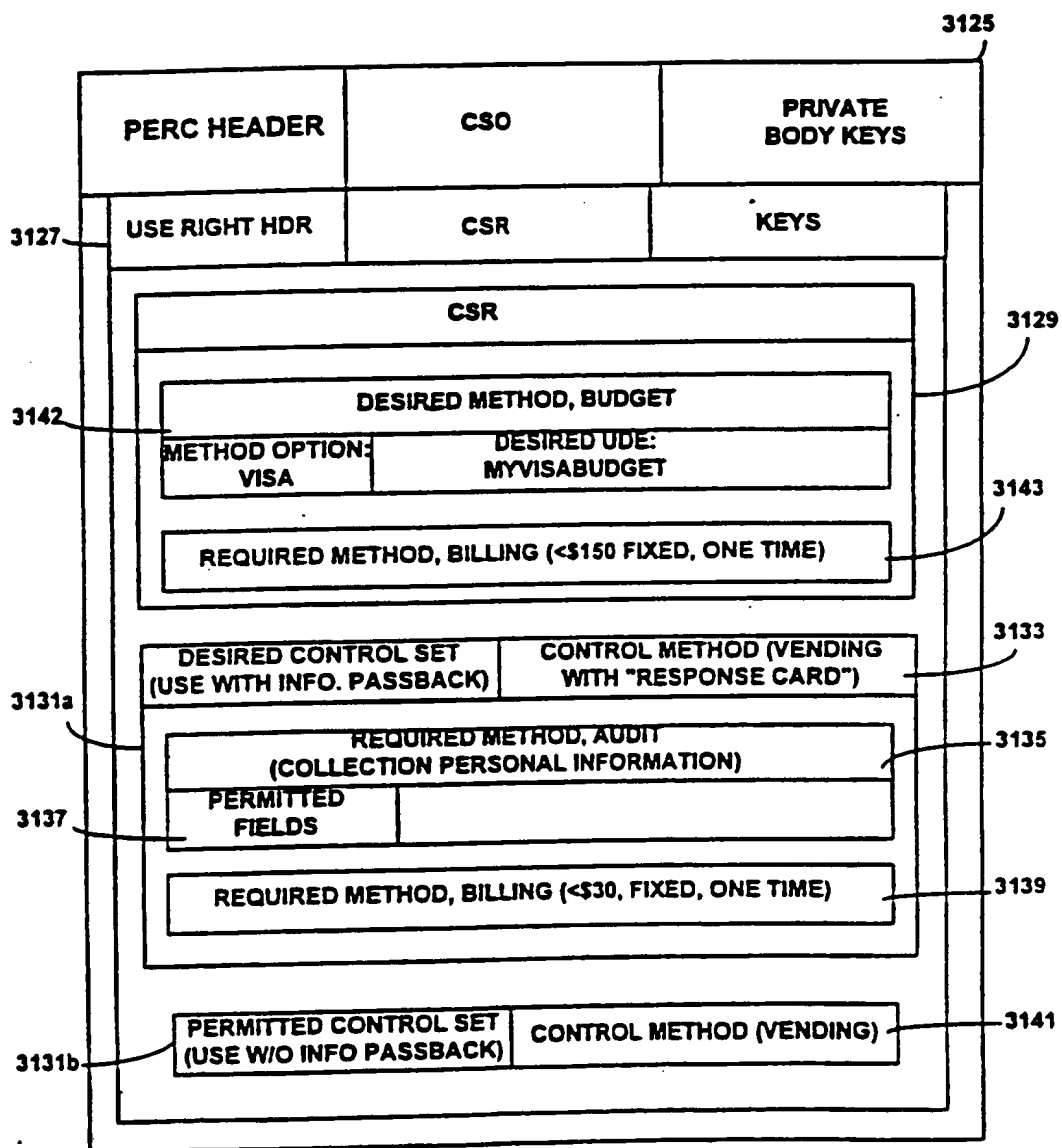 3125
PERC HEADER
CSO
PRIVATE
BODY KEYS
3127
USE RIGHT HDR
CSR
KEYS
CSR
3129
3142
DESIRED METHOD, BUDGET
METHOD OPTION:
VISA
DESIRED UDE:
MYVISABUDGET
3143
REQUIRED METHOD, BILLING (<$150 FIXED, ONE TIME)
3133
DESIRED CONTROL SET
(USE WITH INFO. PASSBACK)
CONTROL METHOD (VENDING
WITH "RESPONSE CARD")
3131a
REQUIRED METHOD, AUDIT
(COLLECTION PERSONAL INFORMATION)
3135
3137
PERMITTED
FIELDS
REQUIRED METHOD, BILLING (<$30, FIXED, ONE TIME)
3139
PERMITTED CONTROL SET
(USE W/O INFO PASSBACK)
CONTROL METHOD (VENDING)
3141
3131b